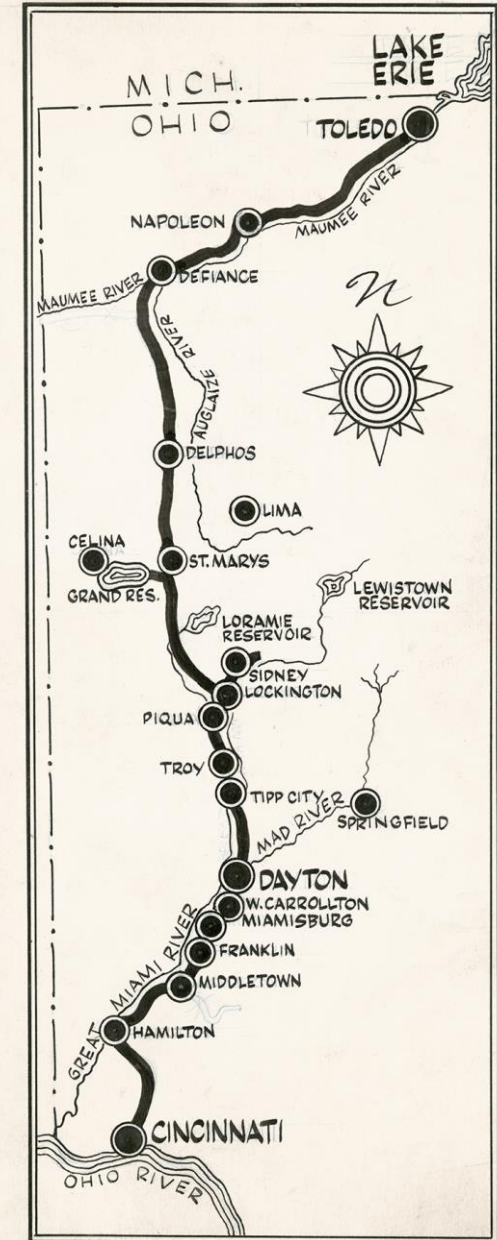 LAKE
ERIE
MICH.
OHIO
TOLEDO
NAPOLEON
MAUMEE RIVER
DEFIANCE
MAUMEE RIVER
N
AUGLAIZE RIVER
DELPHOS
LIMA
CELINA
ST. MARYS
GRAND RES.
LEWISTOWN
RESERVOIR
LORAMIE
RESERVOIR
SIDNEY
LOCKINGTON
PIQUA
TROY
TIPP CITY
MAD RIVER
SPRINGFIELD
DAYTON
W. CARROLLTON
MIAMISBURG
FRANKLIN
GREAT MIAMI RIVER
MIDDLETOWN
HAMILTON
CINCINNATI
OHIO RIVER